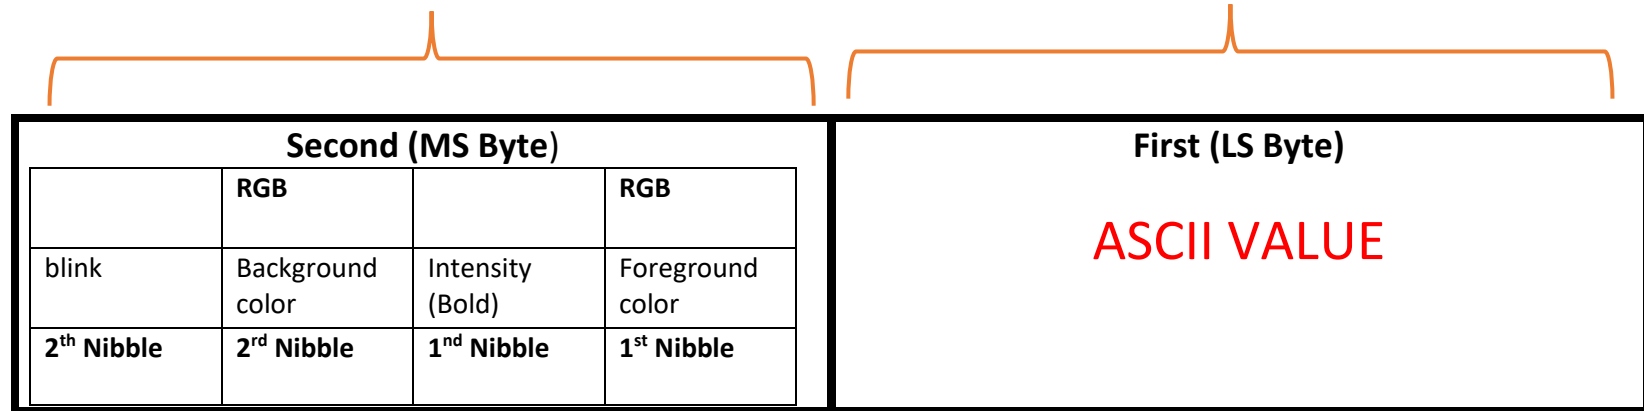 Second (MS Byte)
RGB
RGB
blink
Background
color
Intensity
(Bold)
Foreground
color
2th Nibble
2rd Nibble
1nd Nibble
1st Nibble
First (LS Byte)
ASCII VALUE